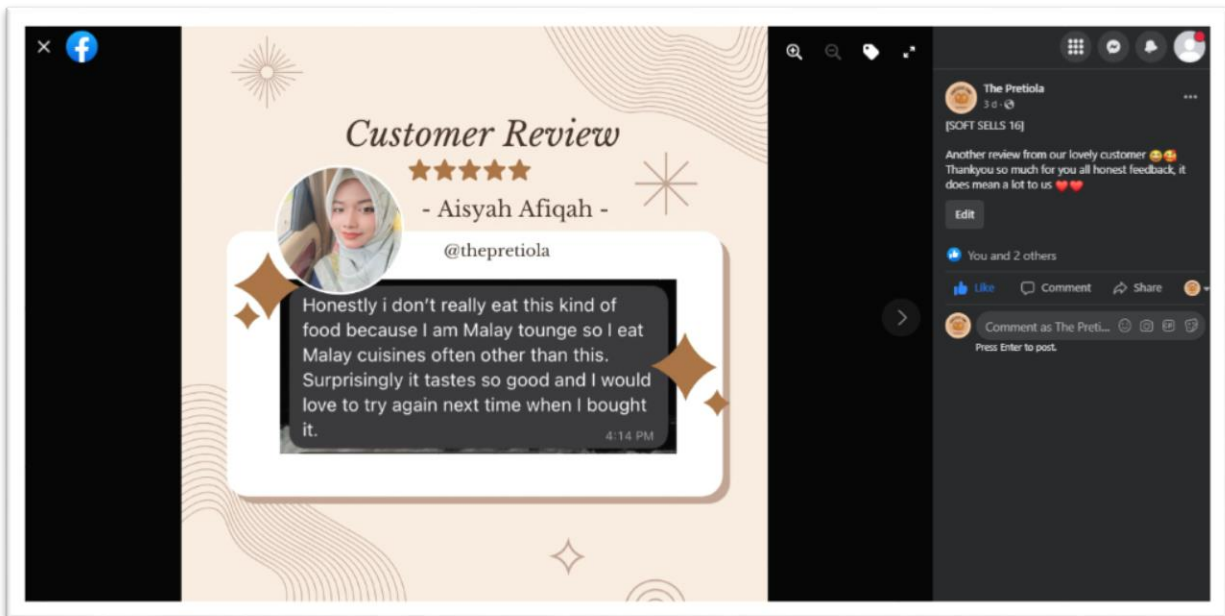 Customer Review
- Aisyah Afiqah -
@thepretiola
Honestly i don't really eat this kind of
food because I am Malay tounge so I eat
Malay cuisines often other than this.
Surprisingly it tastes so good and I would
love to try again next time when I bought
it.
4:14 PM
The Pretiola
3 d ·
[SOFT SELLS 16]
Another review from our lovely customer 😂🥰
Thankyou so much for you all honest feedback, it
does mean a lot to us ❤️❤️
Edit
You and 2 others
Like Comment Share
Comment as The Preti...
Press Enter to post.